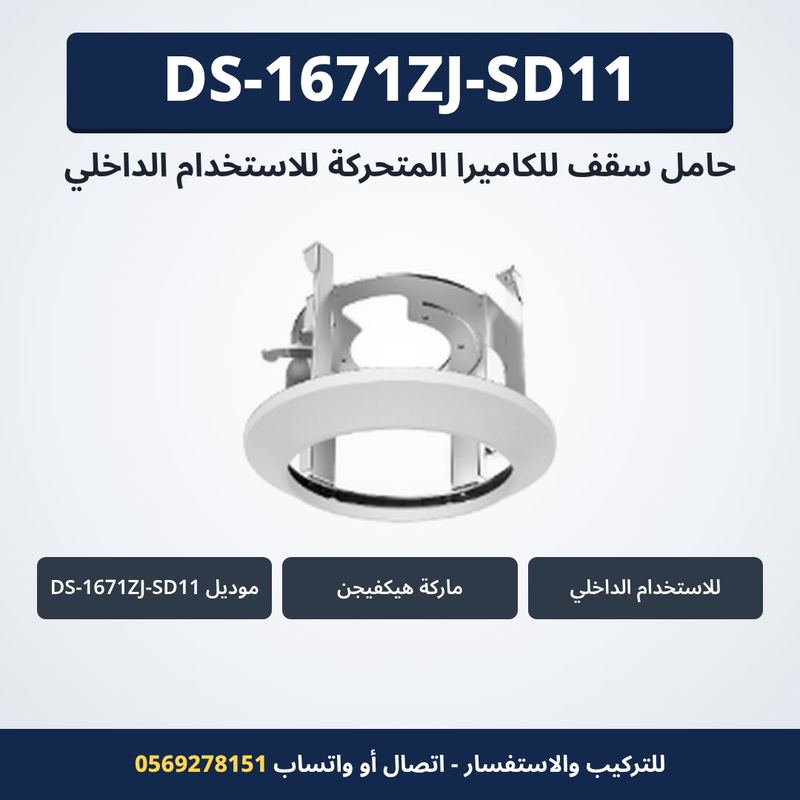 DS-1671ZJ-SD11
حامل سقف للكاميرا المتحركة للاستخدام الداخلي
للاستخدام الداخلي
ماركة هيكفيجن
موديل DS-1671ZJ-SD11
للتركيب والاستفسار - اتصال أو واتساب 0569278151